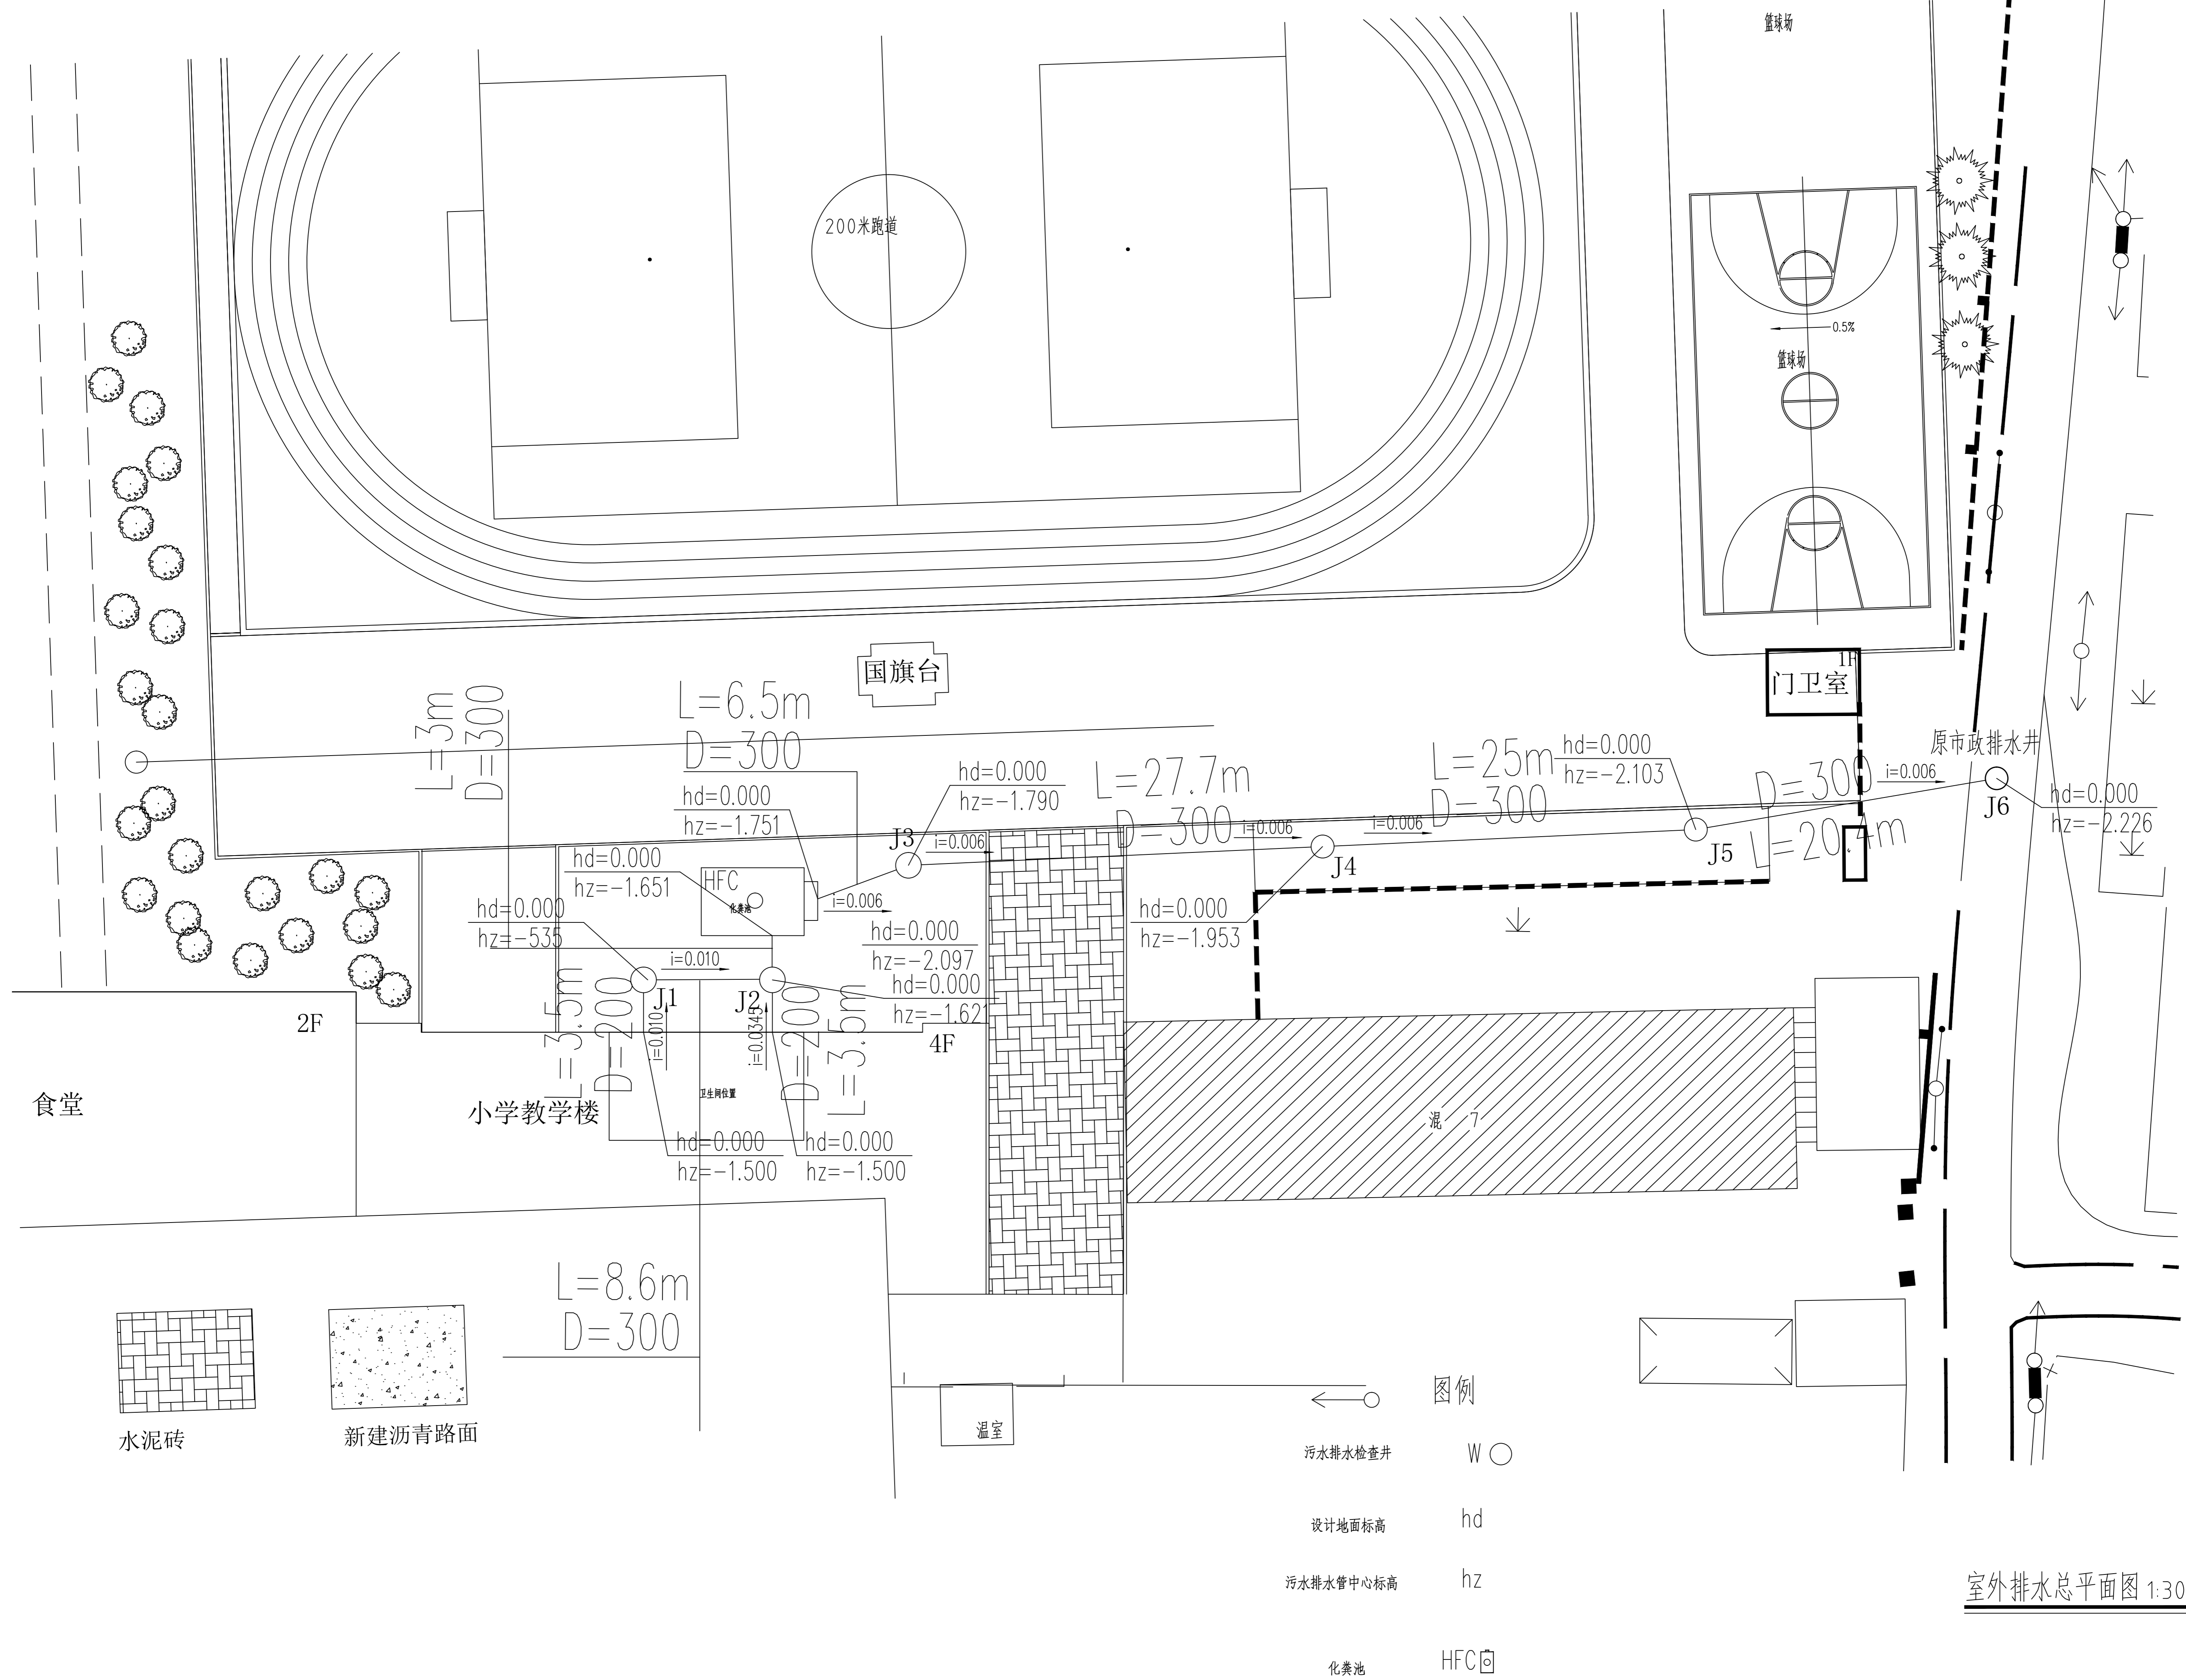 篮球场
200米跑道
0.5%
篮球场
国旗台
1F
门卫室
L=3m
D=300
L=6.5m
D=300
原市政排水井
hd=0.000
hz=-1.751
hd=0.000
hz=-1.790
L=27.7m
D=300
L=25m
D=300
hd=0.000
hz=-2.103
D=300
L=20.4m
i=0.006
J6
hd=0.000
hz=-2.226
J3
i=0.006
i=0.006
i=0.006
J4
J5
hd=0.000
hz=-1.651
HFC
化粪池
i=0.006
hd=0.000
hz=-535
hd=0.000
hz=-2.097
hd=0.000
hz=-1.953
i=0.010
J1
J2
hd=0.000
hz=-1.621
L=3.5m
D=200
i=0.010
i=0.0345
D=200
L=3.5m
2F
4F
食堂
小学教学楼
卫生间位置
混 7
hd=0.000
hz=-1.500
hd=0.000
hz=-1.500
L=8.6m
D=300
水泥砖
新建沥青路面
温室
图例
污水排水检查井 W
设计地面标高 hd
污水排水管中心标高 hz
化粪池 HFC
室外排水总平面图 1:30